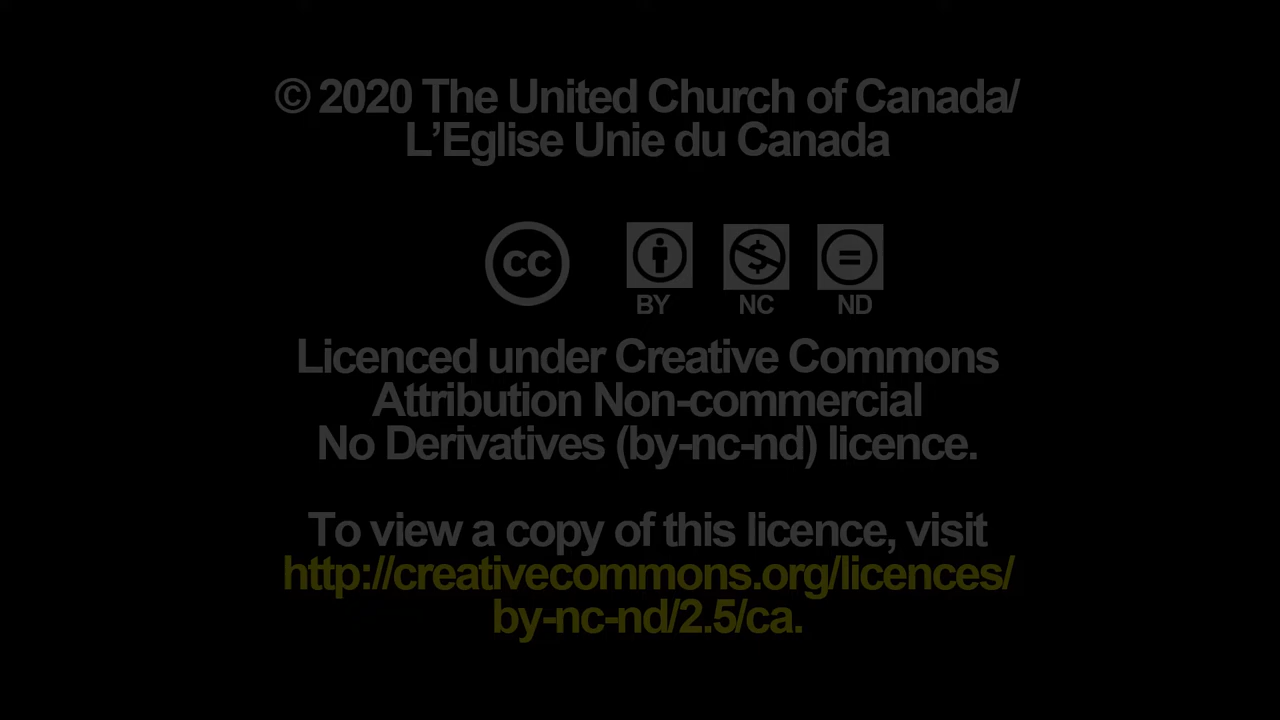 © 2020 The United Church of Canada/
L’Eglise Unie du Canada
cc
BY NC ND
Licenced under Creative Commons
Attribution Non-commercial
No Derivatives (by-nc-nd) licence.
To view a copy of this licence, visit
http://creativecommons.org/licences/
by-nc-nd/2.5/ca.